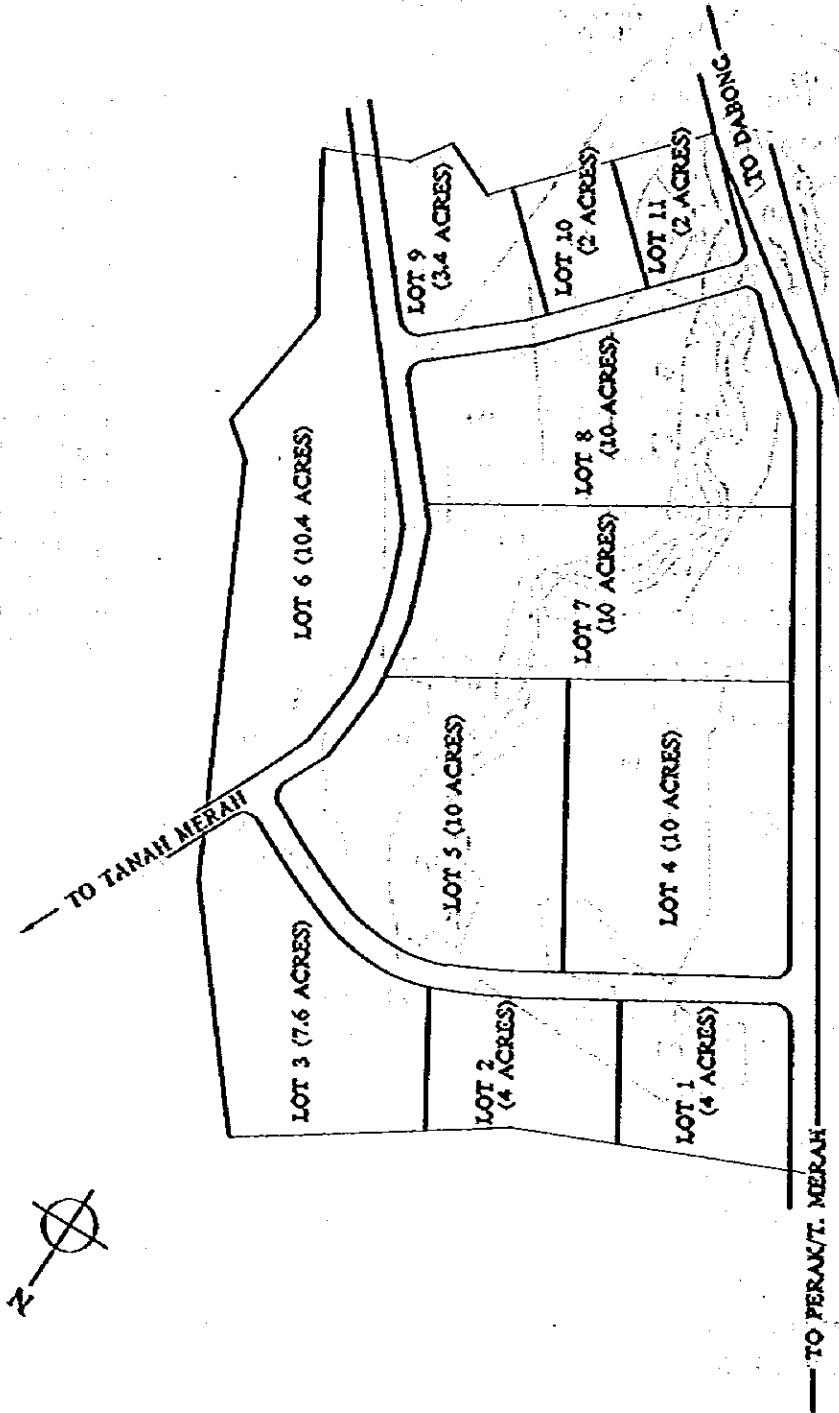 N
TO TANAH MERAH
LOT 3 (7.6 ACRES)
LOT 6 (10.4 ACRES)
LOT 2
(4 ACRES)
LOT 5 (10 ACRES)
LOT 9
(3.4 ACRES)
LOT 1
(4 ACRES)
LOT 4 (10 ACRES)
LOT 7
(10 ACRES)
LOT 8
(10 ACRES)
LOT 10
(2 ACRES)
LOT 11
(2 ACRES)
TO PERAK/T. MERAH
TO DABONG